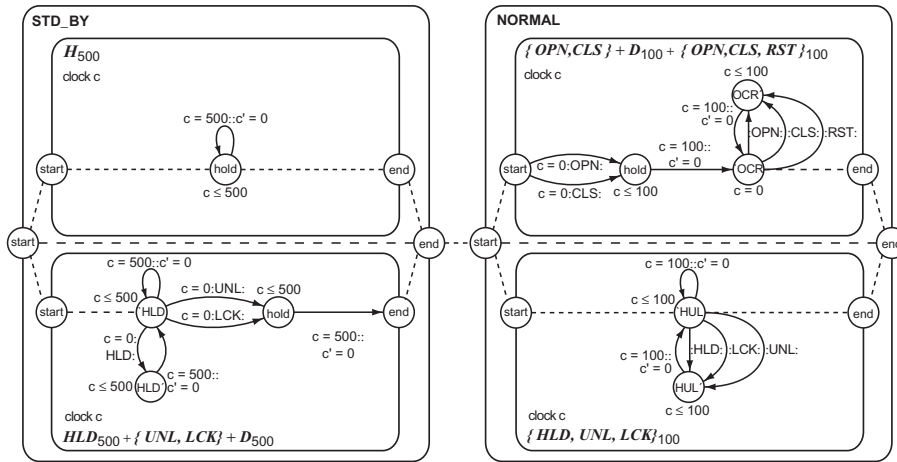 STD_BY
H500
clock c
c = 500::c' = 0
start
hold
end
c ≤ 500
start
end
c = 500::c' = 0
c ≤ 500
HLD
c = 0:UNL:
c = 0:LCK:
c ≤ 500
hold
start
end
c = 500::
c' = 0
c = 0:
HLD:
c ≤ 500
HLD´
c = 500::
c' = 0
clock c
HLD500 + { UNL, LCK} + D500
NORMAL
{ OPN,CLS } + D100 + { OPN,CLS, RST }100
clock c
c ≤ 100
OCR´
c = 100::
c' = 0
:OPN:
:CLS:
:RST:
start
c = 0:OPN:
c = 0:CLS:
hold
c ≤ 100
c = 100::
c' = 0
OCR
c = 0
end
start
end
c = 100::c' = 0
c ≤ 100
HUL
start
end
:HLD:
:LCK:
:UNL:
c = 100::
c' = 0
HUL´
c ≤ 100
clock c
{ HLD, UNL, LCK}100